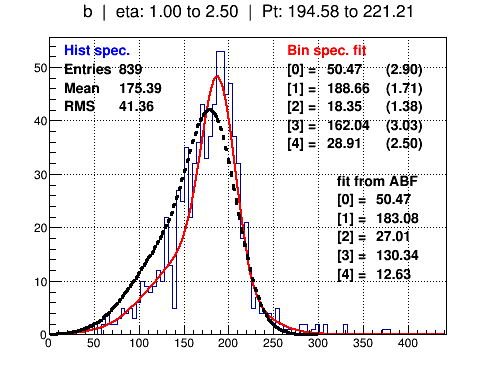 b | eta: 1.00 to 2.50 | Pt: 194.58 to 221.21
Hist spec.
Entries 839
Mean 175.39
RMS 41.36
Bin spec. fit
[0] = 50.47 (2.90)
[1] = 188.66 (1.71)
[2] = 18.35 (1.38)
[3] = 162.04 (3.03)
[4] = 28.91 (2.50)
fit from ABF
[0] = 50.47
[1] = 183.08
[2] = 27.01
[3] = 130.34
[4] = 12.63
50
40
30
20
10
0
0 50 100 150 200 250 300 350 400